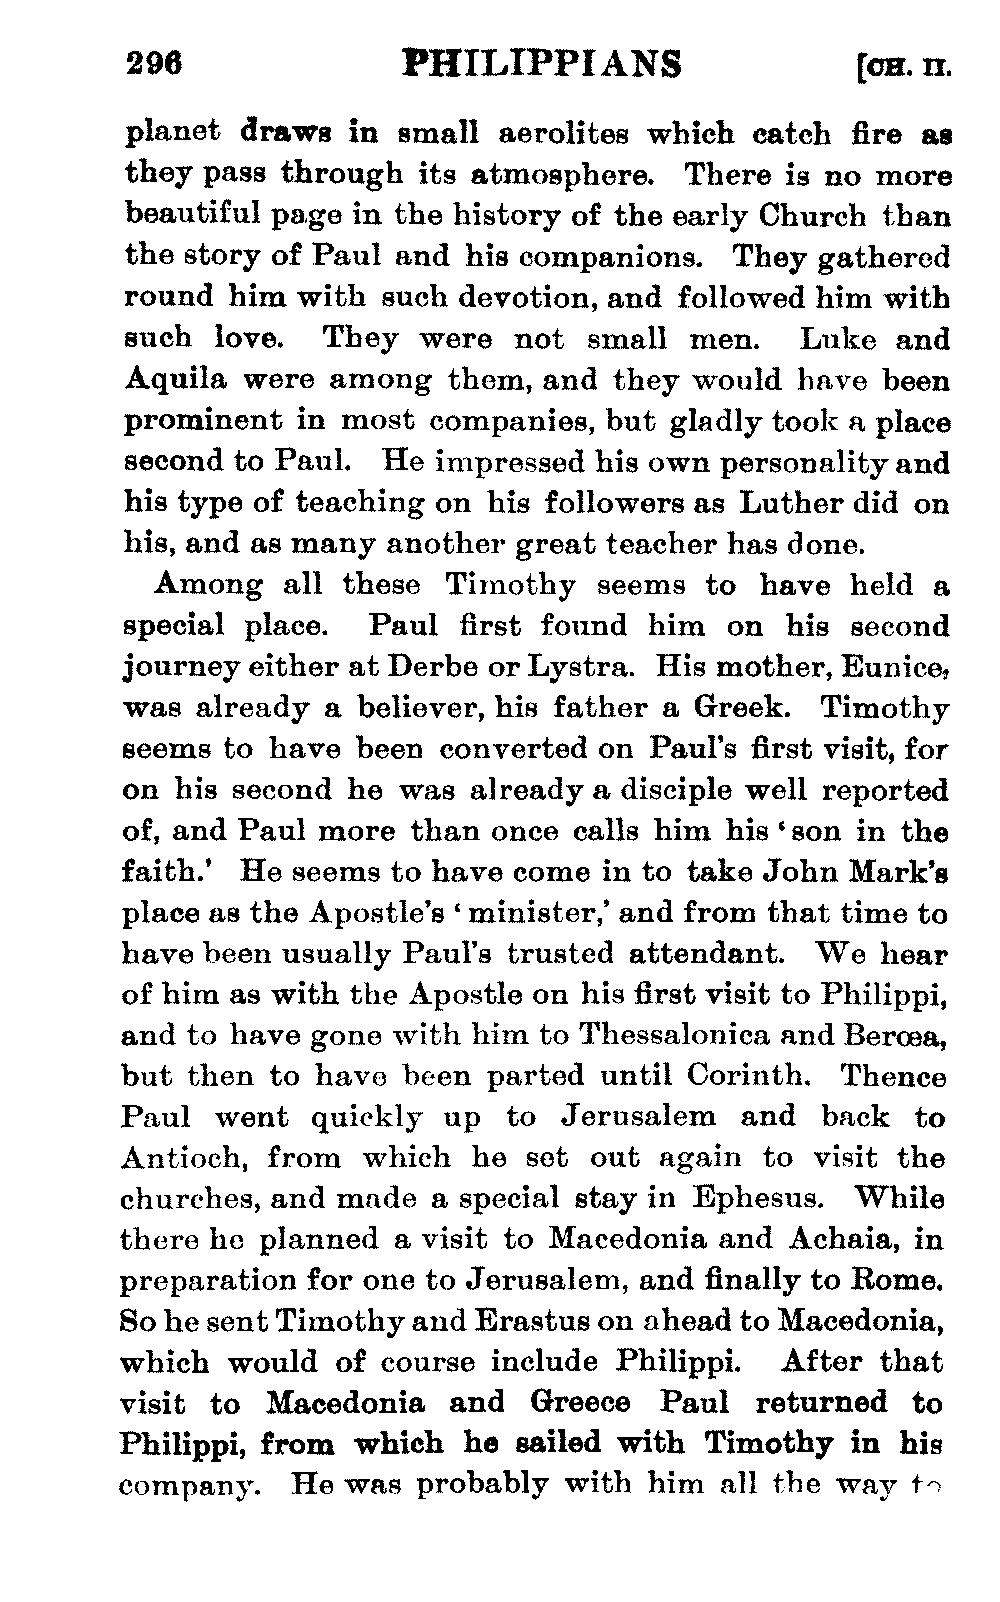 296 PHILIPPIANS [CH. II.
planet draws in small aerolites which catch fire as
they pass through its atmosphere. There is no more
beautiful page in the history of the early Church than
the story of Paul and his companions. They gathered
round him with such devotion, and followed him with
such love. They were not small men. Luke and
Aquila were among them, and they would have been
prominent in most companies, but gladly took a place
second to Paul. He impressed his own personality and
his type of teaching on his followers as Luther did on
his, and as many another great teacher has done.
Among all these Timothy seems to have held a
special place. Paul first found him on his second
journey either at Derbe or Lystra. His mother, Eunice,
was already a believer, his father a Greek. Timothy
seems to have been converted on Paul's first visit, for
on his second he was already a disciple well reported
of, and Paul more than once calls him his ‘son in the
faith.’ He seems to have come in to take John Mark's
place as the Apostle's ‘minister,’ and from that time to
have been usually Paul's trusted attendant. We hear
of him as with the Apostle on his first visit to Philippi,
and to have gone with him to Thessalonica and Berœa,
but then to have been parted until Corinth. Thence
Paul went quickly up to Jerusalem and back to
Antioch, from which he set out again to visit the
churches, and made a special stay in Ephesus. While
there he planned a visit to Macedonia and Achaia, in
preparation for one to Jerusalem, and finally to Rome.
So he sent Timothy and Erastus on ahead to Macedonia,
which would of course include Philippi. After that
visit to Macedonia and Greece Paul returned to
Philippi, from which he sailed with Timothy in his
company. He was probably with him all the way to